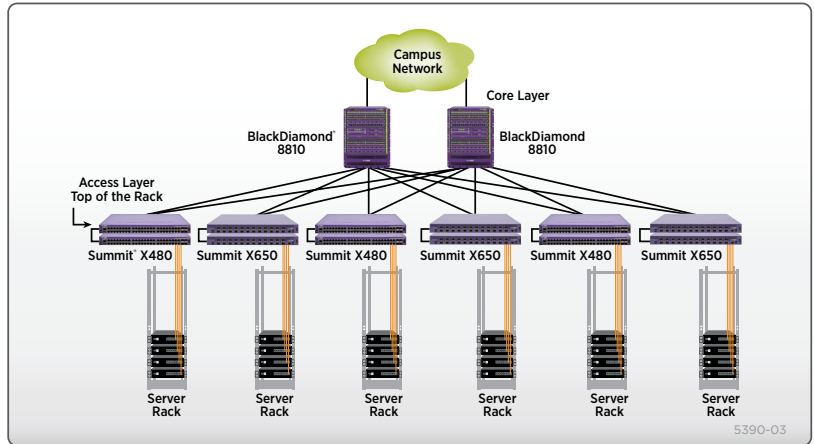 Campus
Network
Core Layer
BlackDiamond®
8810
BlackDiamond
8810
Access Layer
Top of the Rack
Summit® X480
Summit X650
Summit X480
Summit X650
Summit X480
Summit X650
Server
Rack
Server
Rack
Server
Rack
Server
Rack
Server
Rack
Server
Rack
5390-03